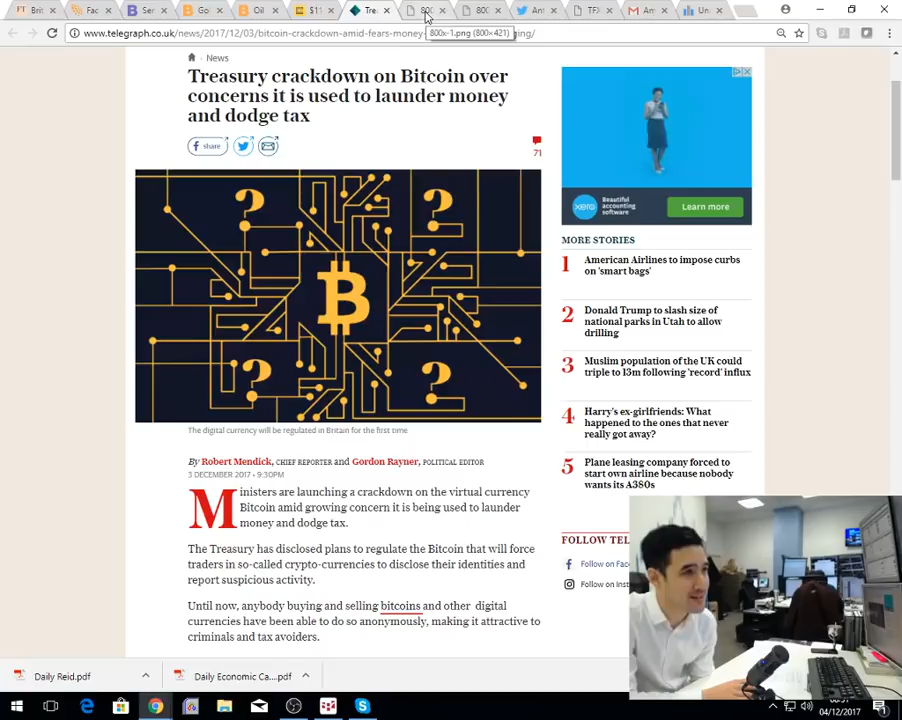 Brit
Fac
Ser
Go
Oil
$11
Tre
800
800
Ant
TFX
Am
Un
www.telegraph.co.uk/news/2017/12/03/bitcoin-crackdown-amid-fears-money-
ging/
800x-1.png (800×421)
News
Treasury crackdown on Bitcoin over
concerns it is used to launder money
and dodge tax
share
71
?
?
B
?
?
The digital currency will be regulated in Britain for the first time
By Robert Mendick, CHIEF REPORTER and Gordon Rayner, POLITICAL EDITOR
3 DECEMBER 2017 • 9:30PM
Ministers are launching a crackdown on the virtual currency
Bitcoin amid growing concern it is being used to launder
money and dodge tax.
The Treasury has disclosed plans to regulate the Bitcoin that will force
traders in so-called crypto-currencies to disclose their identities and
report suspicious activity.
Until now, anybody buying and selling bitcoins and other digital
currencies have been able to do so anonymously, making it attractive to
criminals and tax avoiders.
xero
Beautiful
accounting
software
Learn more
MORE STORIES
1 American Airlines to impose curbs
on 'smart bags'
2 Donald Trump to slash size of
national parks in Utah to allow
drilling
3 Muslim population of the UK could
triple to 13m following 'record' influx
4 Harry's ex-girlfriends: What
happened to the ones that never
really got away?
5 Plane leasing company forced to
start own airline because nobody
wants its A380s
FOLLOW TEL
Follow on Fac
Follow on Inst
Daily Reid.pdf
Daily Economic Ca....pdf
04/12/2017